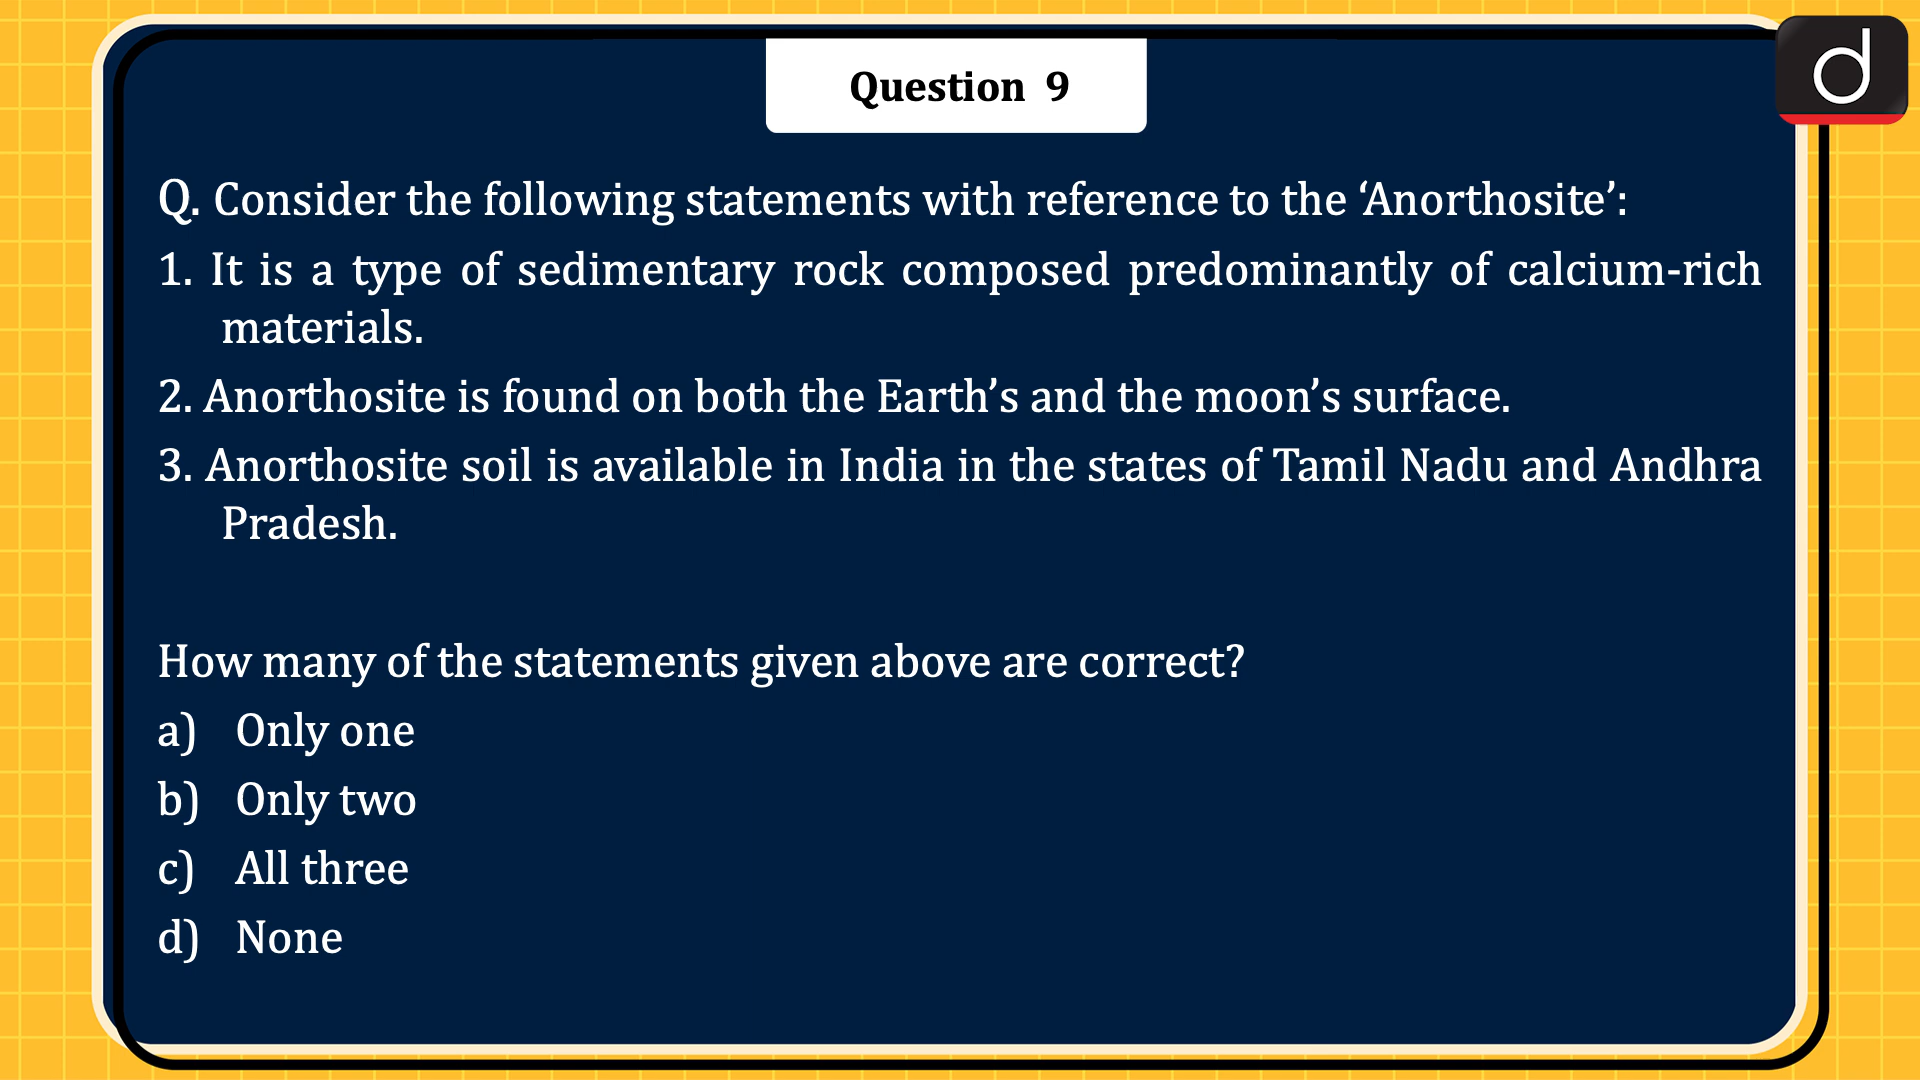 Question 9
Q. Consider the following statements with reference to the ‘Anorthosite’:
1. It is a type of sedimentary rock composed predominantly of calcium-rich
materials.
2. Anorthosite is found on both the Earth’s and the moon’s surface.
3. Anorthosite soil is available in India in the states of Tamil Nadu and Andhra
Pradesh.
How many of the statements given above are correct?
a) Only one
b) Only two
c) All three
d) None